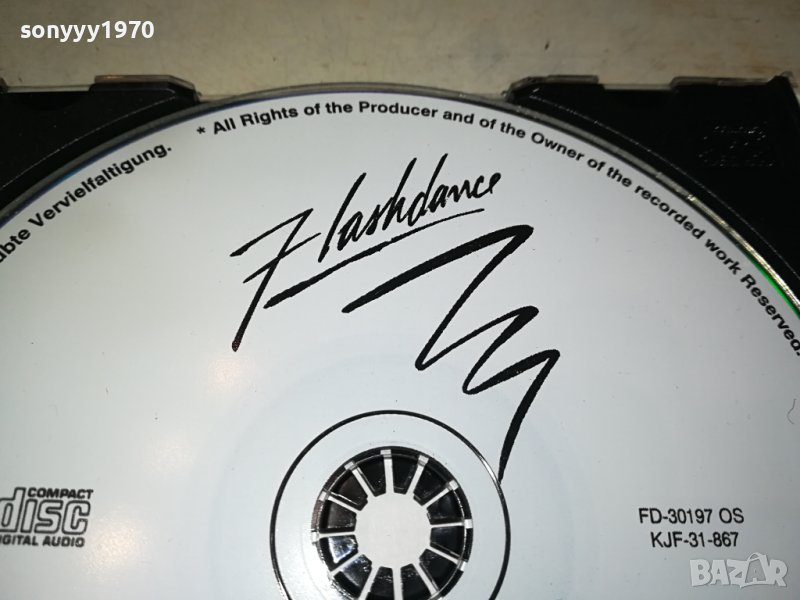 sonyyy1970
ubte Vervielfaltigung.
* All Rights of the Producer and of the Owner of the recorded work Reserved.
Flashdance
COMPACT
disc
DIGITAL AUDIO
FD-30197 OS
KJF-31-867
BAZAR